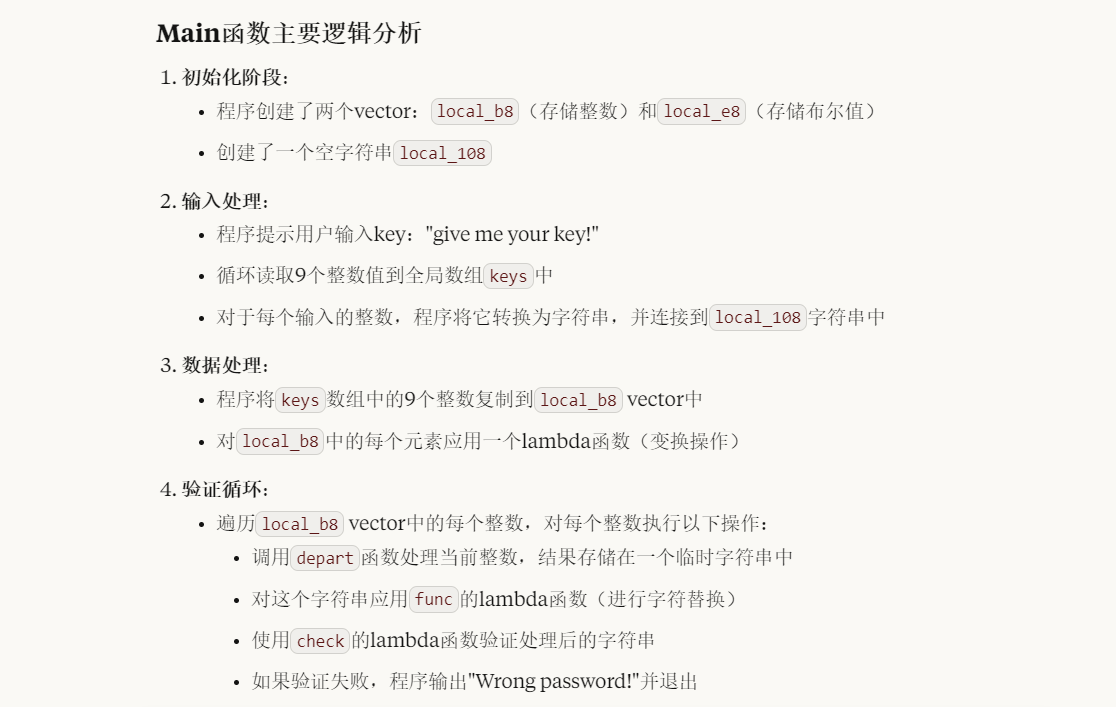 Main函数主要逻辑分析
1. 初始化阶段：
• 程序创建了两个vector：local_b8（存储整数）和local_e8（存储布尔值）
• 创建了一个空字符串local_108
2. 输入处理：
• 程序提示用户输入key："give me your key!"
• 循环读取9个整数值到全局数组keys中
• 对于每个输入的整数，程序将它转换为字符串，并连接到local_108字符串中
3. 数据处理：
• 程序将keys数组中的9个整数复制到local_b8 vector中
• 对local_b8中的每个元素应用一个lambda函数（变换操作）
4. 验证循环：
• 遍历local_b8 vector中的每个整数，对每个整数执行以下操作：
• 调用depart函数处理当前整数，结果存储在一个临时字符串中
• 对这个字符串应用func的lambda函数（进行字符替换）
• 使用check的lambda函数验证处理后的字符串
• 如果验证失败，程序输出"Wrong password!"并退出